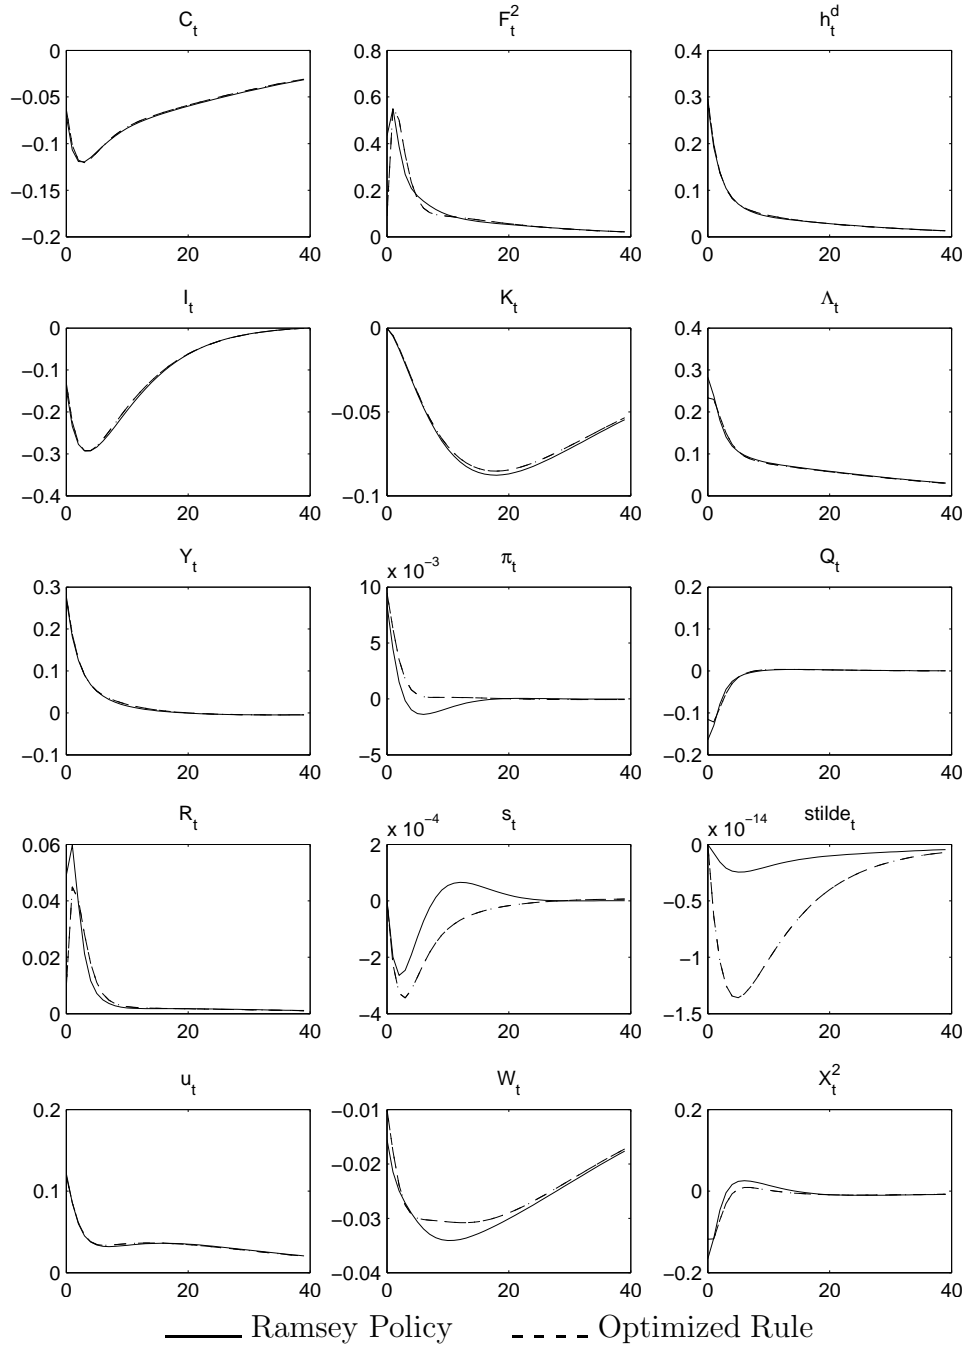 C_t F_t^2 h_t^d
0 0.8 0.4
−0.05 0.6 0.3
−0.1 0.4 0.2
−0.15 0.2 0.1
−0.2 0 0
0 20 40 0 20 40 0 20 40
I_t K_t Λ_t
0 0 0.4
−0.1 0.3
−0.2 −0.05 0.2
−0.3 0.1
−0.4 −0.1 0
0 20 40 0 20 40 0 20 40
Y_t π_t Q_t
x 10^−3
0.3 10 0.2
0.2 5 0.1
0.1 0 0
0 −0.1
−0.1 −5 −0.2
0 20 40 0 20 40 0 20 40
R_t s_t stilde_t
x 10^−4 x 10^−14
0.06 2 0
0.04 0 −0.5
0.02 −2 −1
0 −4 −1.5
0 20 40 0 20 40 0 20 40
u_t W_t X_t^2
0.2 −0.01 0.2
−0.02
0.1 −0.03 0
0 −0.04 −0.2
0 20 40 0 20 40 0 20 40
Ramsey Policy Optimized Rule